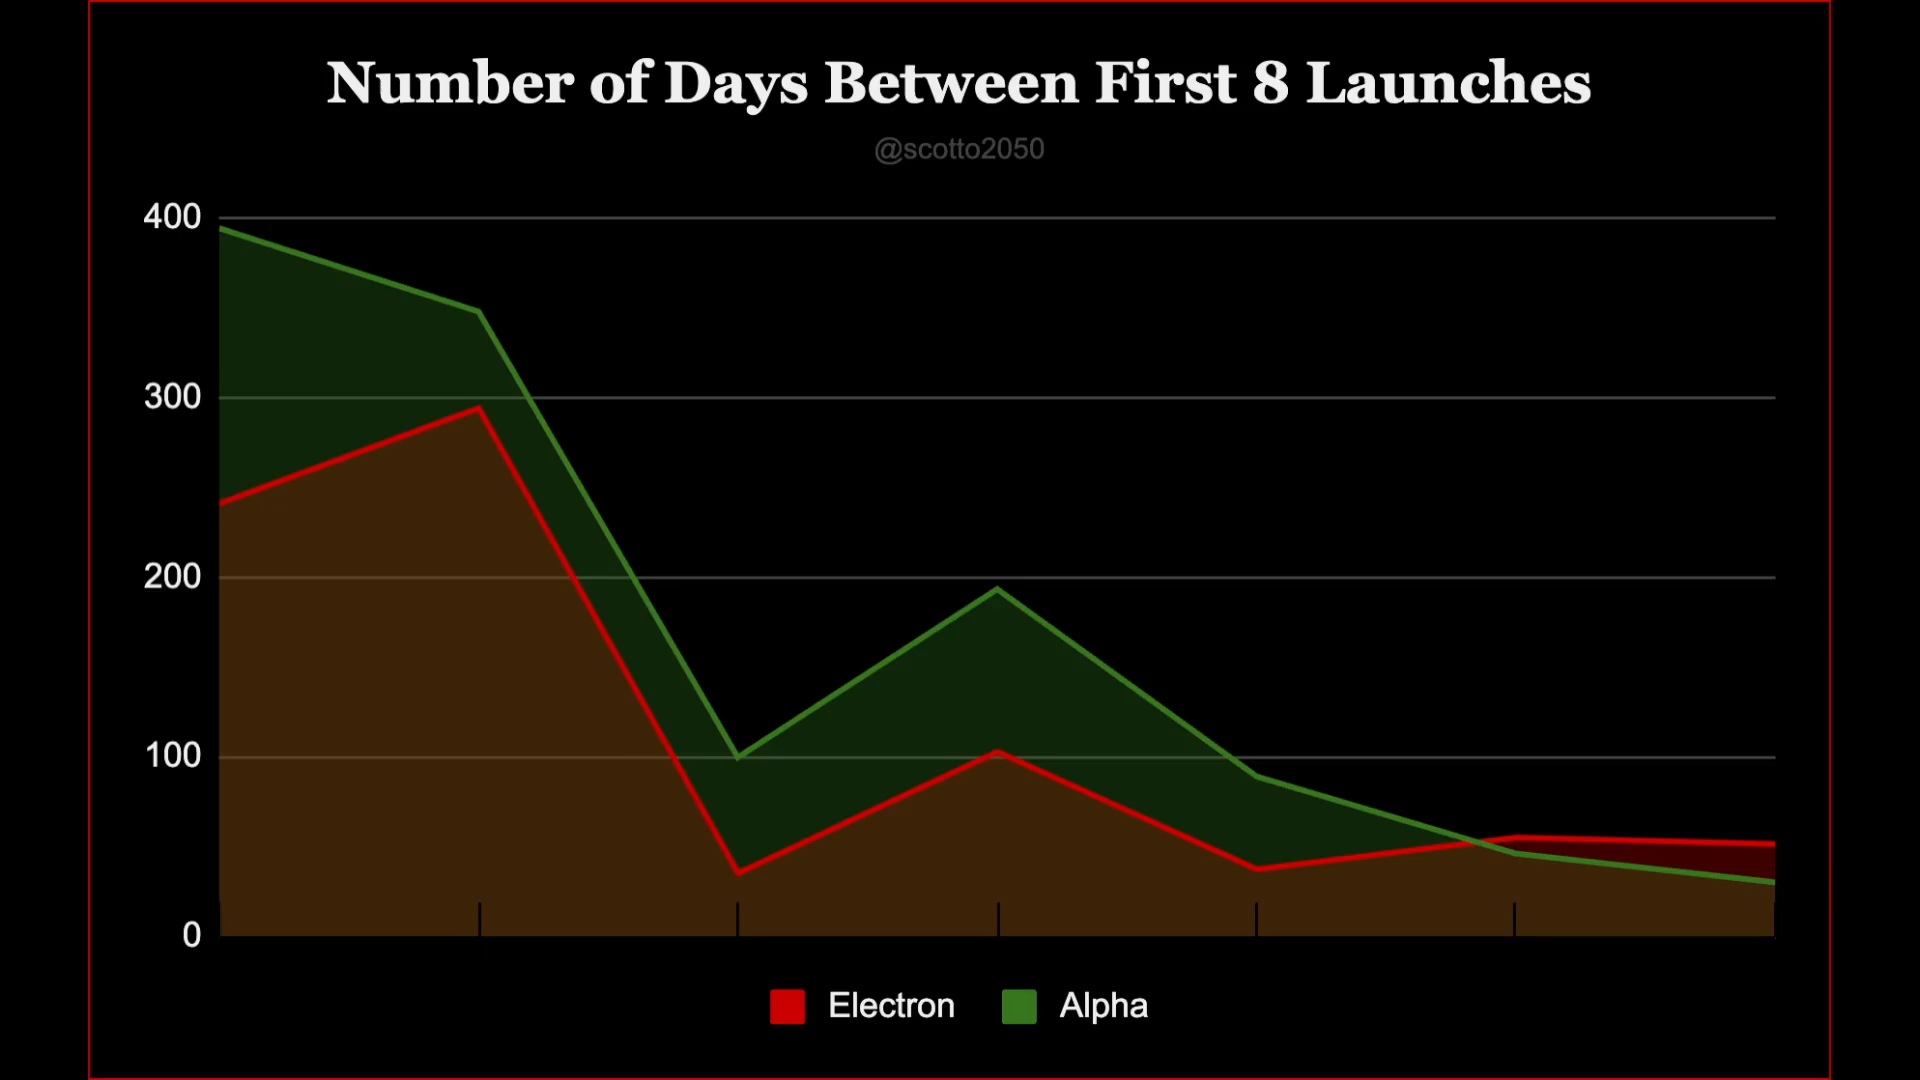 Number of Days Between First 8 Launches
@scotto2050
400
300
200
100
0
Electron
Alpha